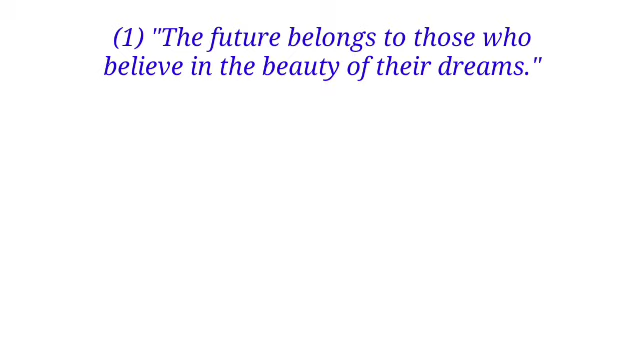 (1) "The future belongs to those who
believe in the beauty of their dreams."